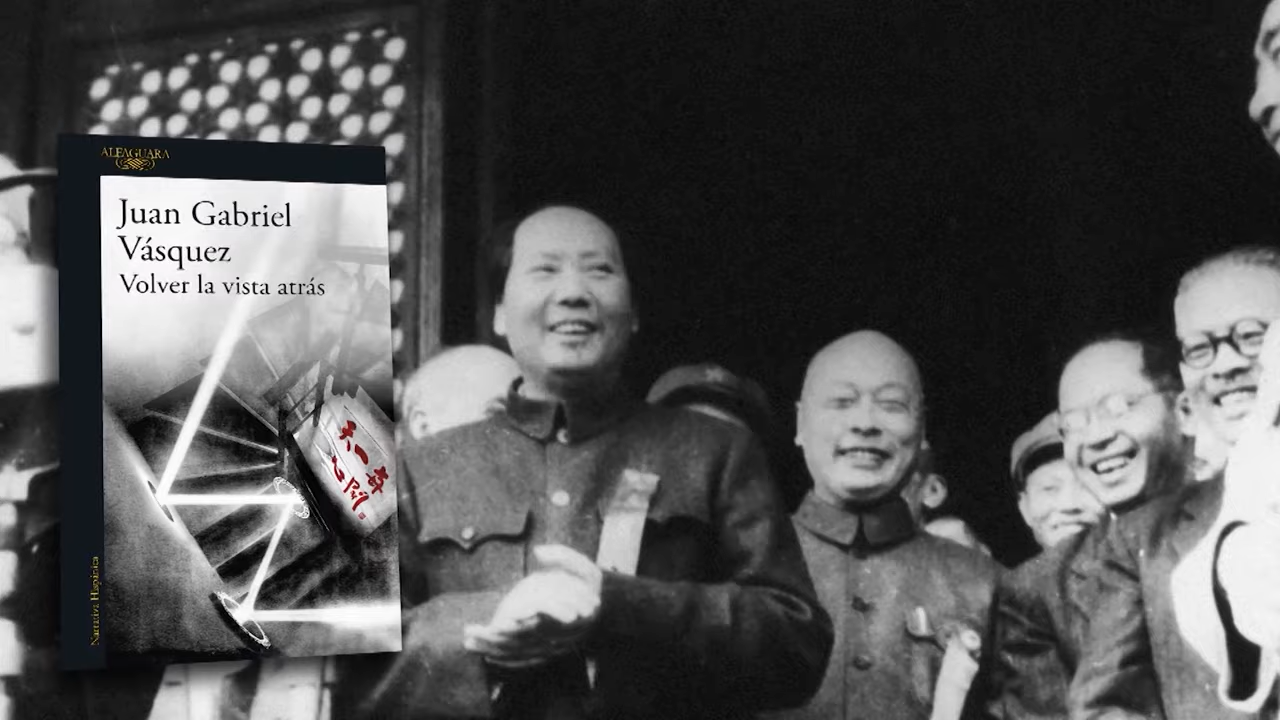 ALFAGUARA
Juan Gabriel
Vásquez
Volver la vista atrás
Narrativa Hispánica